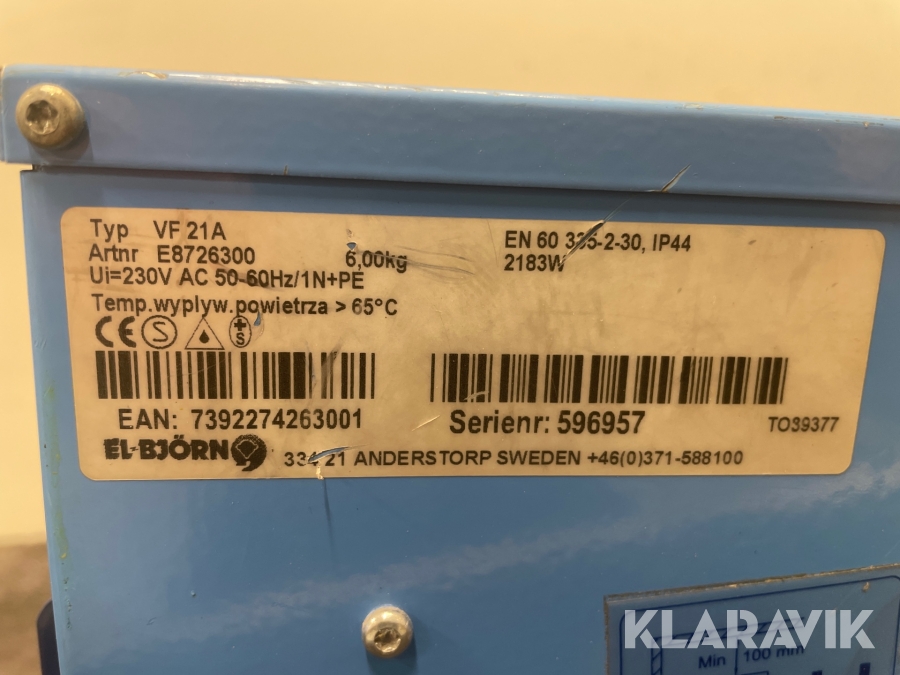 Typ VF 21A
Artnr E8726300 6,00kg
EN 60 335-2-30, IP44
2183W
Ui=230V AC 50-60Hz/1N+PE
Temp.wyplyw.powietrza > 65°C
CE S + S
EAN: 7392274263001
Serienr: 596957
TO39377
EL-BJÖRN
334 21 ANDERSTORP SWEDEN +46(0)371-588100
KLARAVIK
Min 100 mm